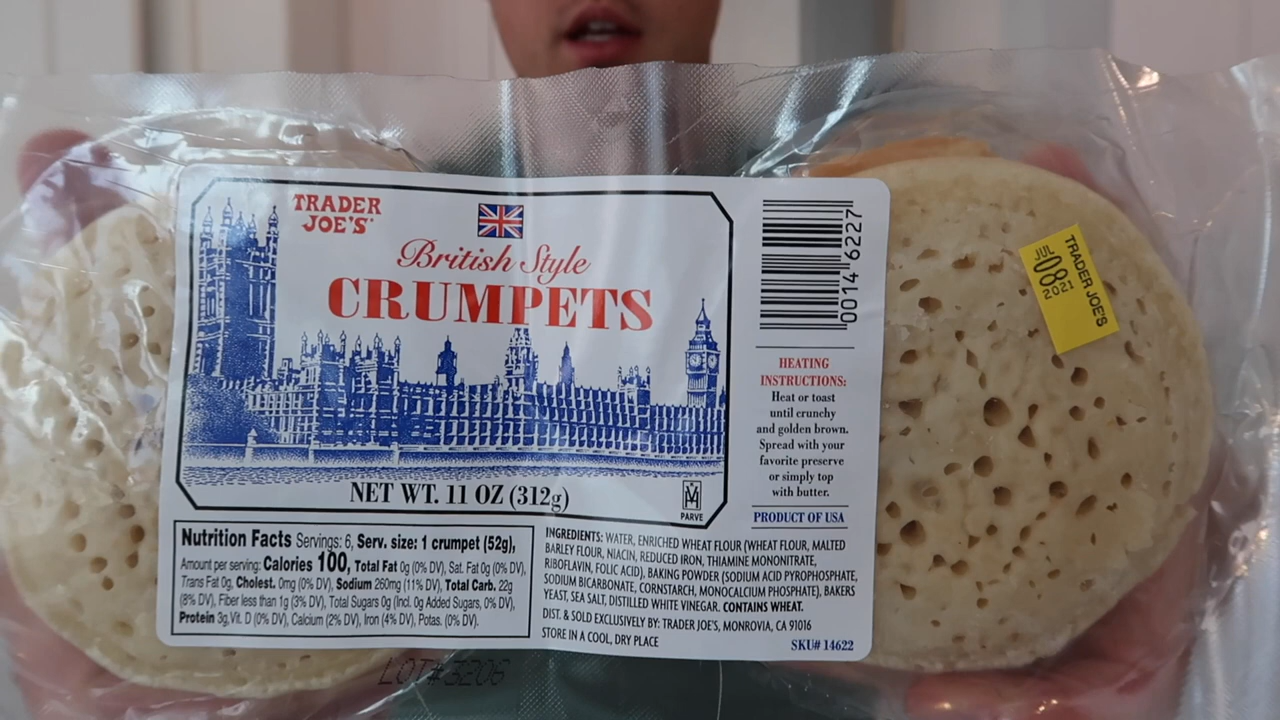 TRADER
JOE'S
British Style
CRUMPETS
NET WT. 11 OZ (312g)
PARVE
Nutrition Facts Servings: 6, Serv. size: 1 crumpet (52g),
Amount per serving: Calories 100, Total Fat 0g (0% DV), Sat. Fat 0g (0% DV),
Trans Fat 0g, Cholest. 0mg (0% DV), Sodium 260mg (11% DV), Total Carb. 22g
(8% DV), Fiber less than 1g (3% DV), Total Sugars 0g (Incl. 0g Added Sugars, 0% DV),
Protein 3g, Vit. D (0% DV), Calcium (2% DV), Iron (4% DV), Potas. (0% DV).
INGREDIENTS: WATER, ENRICHED WHEAT FLOUR (WHEAT FLOUR, MALTED
BARLEY FLOUR, NIACIN, REDUCED IRON, THIAMINE MONONITRATE,
RIBOFLAVIN, FOLIC ACID), BAKING POWDER (SODIUM ACID PYROPHOSPHATE,
SODIUM BICARBONATE, CORNSTARCH, MONOCALCIUM PHOSPHATE), BAKERS
YEAST, SEA SALT, DISTILLED WHITE VINEGAR. CONTAINS WHEAT.
DIST. & SOLD EXCLUSIVELY BY: TRADER JOE'S, MONROVIA, CA 91016
STORE IN A COOL, DRY PLACE
SKU# 14622
0014 6227
HEATING
INSTRUCTIONS:
Heat or toast
until crunchy
and golden brown.
Spread with your
favorite preserve
or simply top
with butter.
PRODUCT OF USA
TRADER JOE'S
JUL
08
2021
LOT#3206